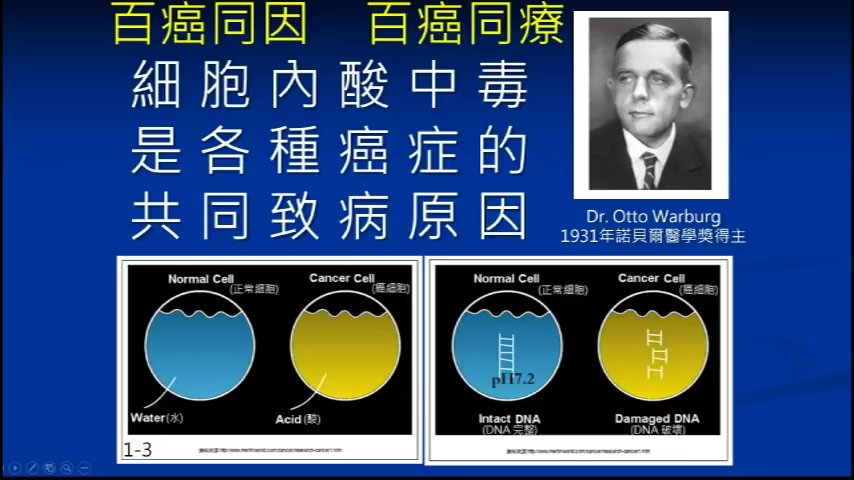 百癌同因 百癌同療
細胞內酸中毒
是各種癌症的
共同致病原因
Dr. Otto Warburg
1931年諾貝爾醫學獎得主
Normal Cell
(正常細胞)
Cancer Cell
(癌細胞)
Water(水)
Acid(酸)
Normal Cell
(正常細胞)
Cancer Cell
(癌細胞)
pH7.2
Intact DNA
(DNA 完整)
Damaged DNA
(DNA 破壞)
1-3